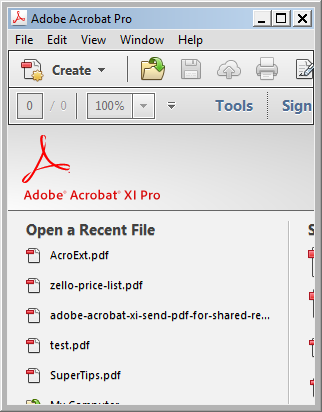 Adobe Acrobat Pro
File Edit View Window Help
Create
0 / 0 100% Tools Sign
Adobe® Acrobat® XI Pro
Open a Recent File S
AcroExt.pdf
zello-price-list.pdf
adobe-acrobat-xi-send-pdf-for-shared-re...
test.pdf
SuperTips.pdf
My Computer